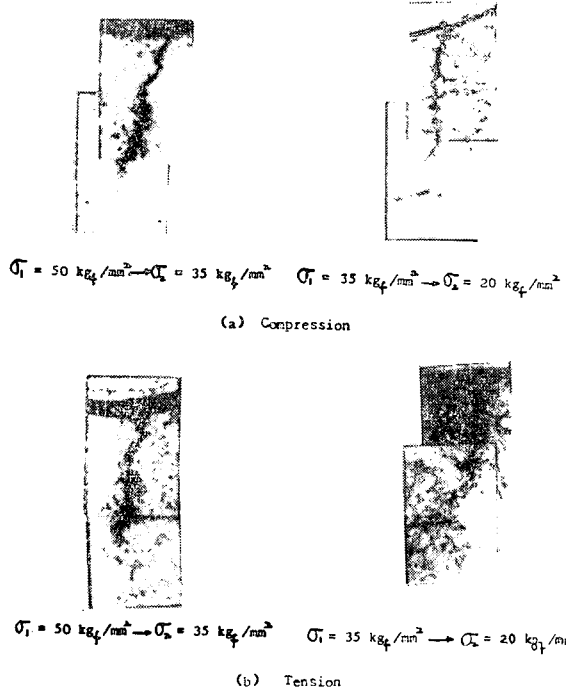 σ₁ = 50 kgf/mm² → σ₂ = 35 kgf/mm² σ₁ = 35 kgf/mm² → σ₂ = 20 kgf/mm²
(a) Compression
σ₁ = 50 kgf/mm² → σ₂ = 35 kgf/mm² σ₁ = 35 kgf/mm² → σ₂ = 20 kgf/m
(b) Tension